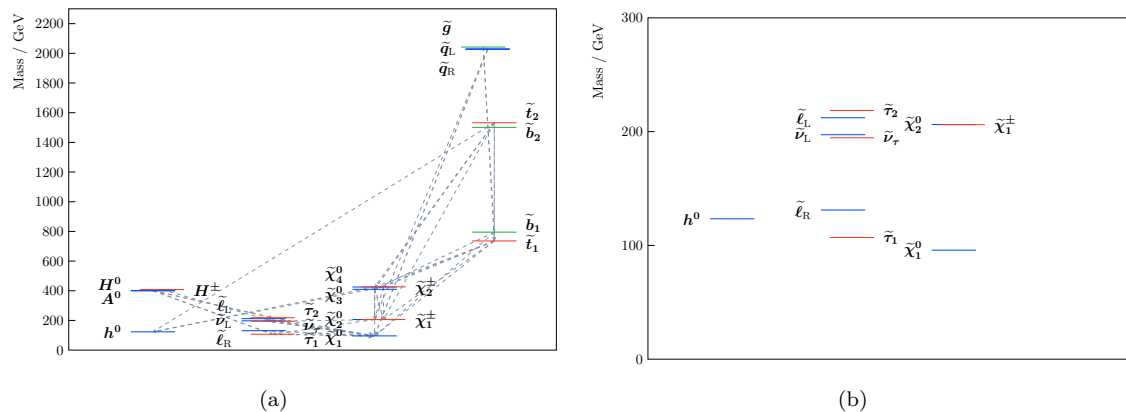 Mass / GeV
2200
2000
1800
1600
1400
1200
1000
800
600
400
200
0
g̃
q̃L
q̃R
t̃2
b̃2
b̃1
t̃1
H⁰
A⁰
H±
h⁰
ℓ̃L
ν̃L
ℓ̃R
τ̃2
ν̃τ
τ̃1
χ̃⁰4
χ̃⁰3
χ̃⁰2
χ̃⁰1
χ̃±2
χ̃±1
(a)
Mass / GeV
300
200
100
0
h⁰
ℓ̃L
ν̃L
ℓ̃R
τ̃2
ν̃τ
τ̃1
χ̃⁰2
χ̃⁰1
χ̃±1
(b)